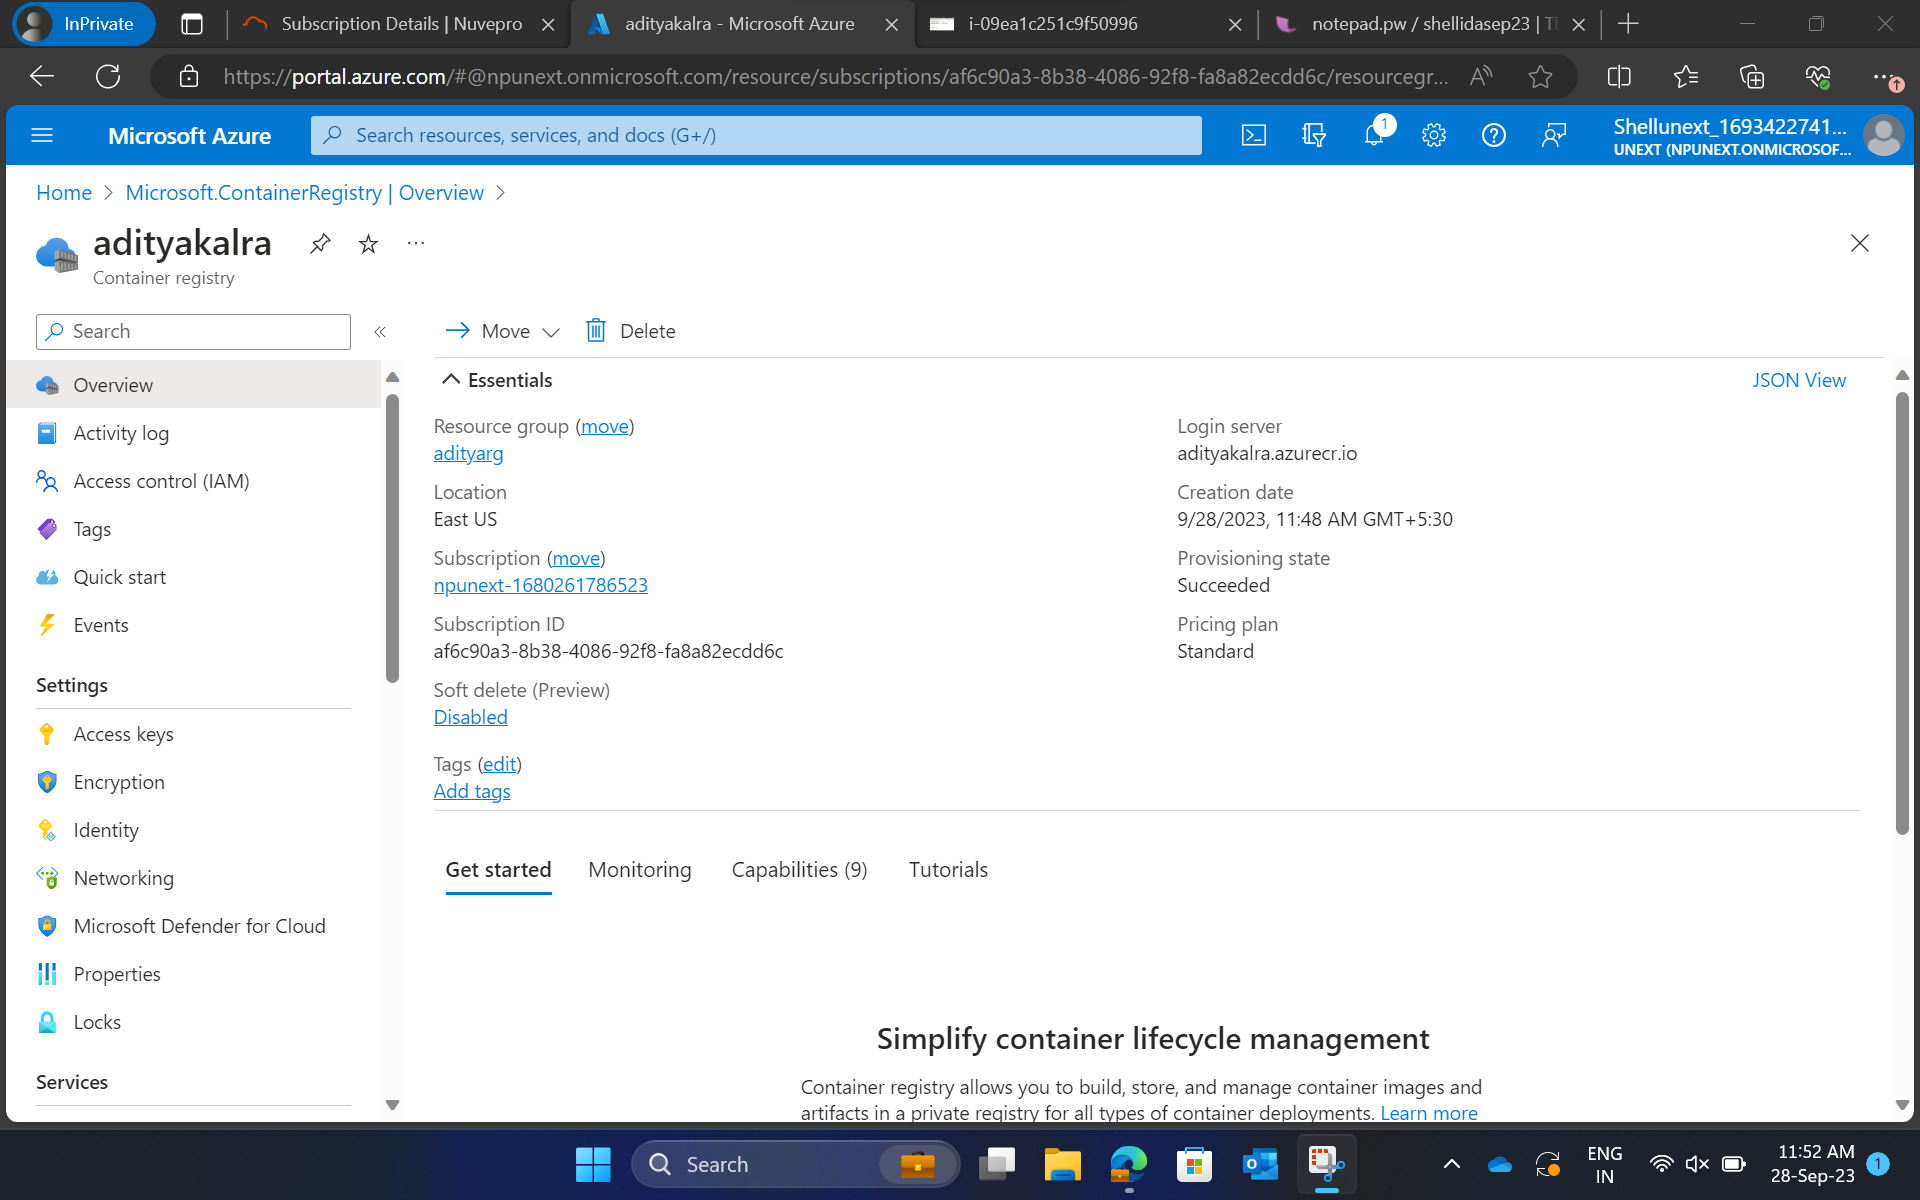 InPrivate
Subscription Details | Nuvepro
adityakalra - Microsoft Azure
i-09ea1c251c9f50996
notepad.pw / shellidasep23 |
https://portal.azure.com/#@npunext.onmicrosoft.com/resource/subscriptions/af6c90a3-8b38-4086-92f8-fa8a82ecdd6c/resourcegr...
Microsoft Azure
Search resources, services, and docs (G+/)
1
Shellunext_1693422741...
UNEXT (NPUNEXT.ONMICROSOF...
Home > Microsoft.ContainerRegistry | Overview >
adityakalra
Container registry
Search
Move
Delete
Overview
Activity log
Access control (IAM)
Tags
Quick start
Events
Settings
Access keys
Encryption
Identity
Networking
Microsoft Defender for Cloud
Properties
Locks
Services
Essentials
JSON View
Resource group (move)
adityarg
Location
East US
Subscription (move)
npunext-1680261786523
Subscription ID
af6c90a3-8b38-4086-92f8-fa8a82ecdd6c
Soft delete (Preview)
Disabled
Tags (edit)
Add tags
Login server
adityakalra.azurecr.io
Creation date
9/28/2023, 11:48 AM GMT+5:30
Provisioning state
Succeeded
Pricing plan
Standard
Get started
Monitoring
Capabilities (9)
Tutorials
Simplify container lifecycle management
Container registry allows you to build, store, and manage container images and
artifacts in a private registry for all types of container deployments. Learn more
Search
ENG
IN
11:52 AM
28-Sep-23
1